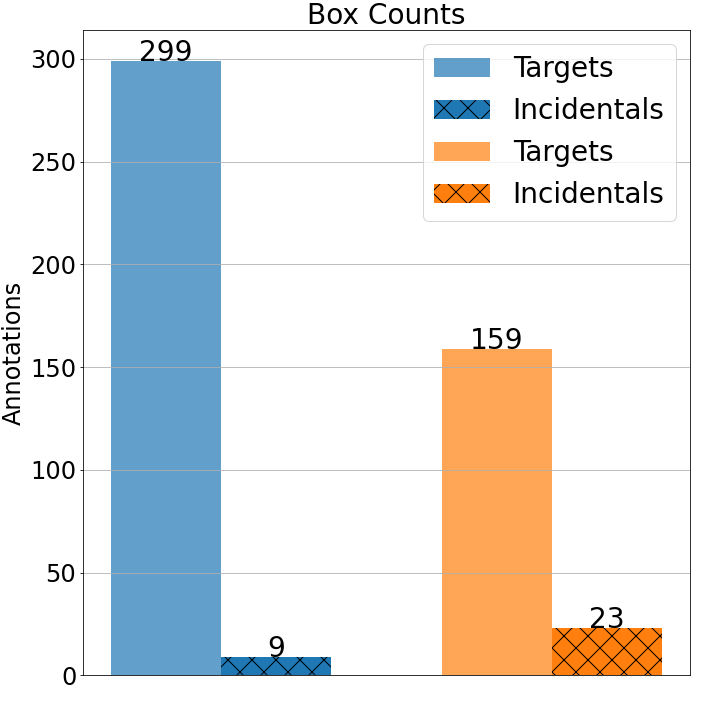 Box Counts
299
300
Targets
Incidentals
Targets
Incidentals
250
200
159
150
100
50
23
9
0
Annotations